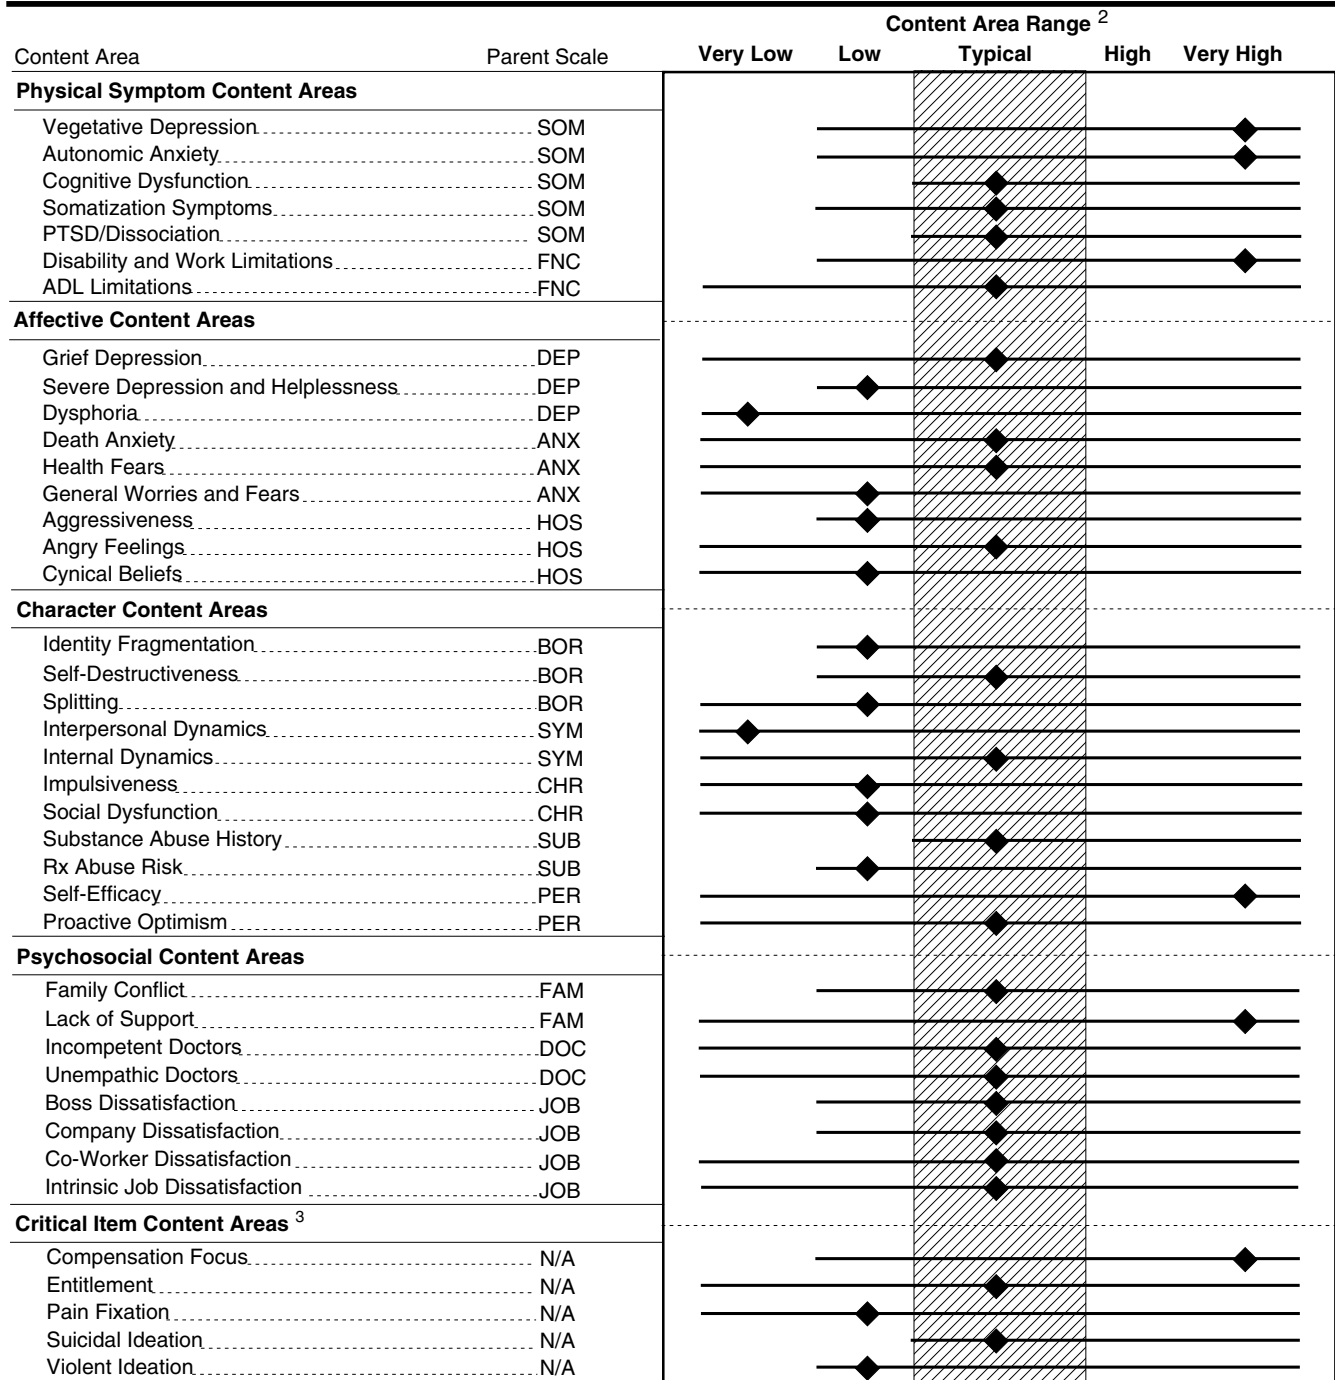 Content Area Range 2
Content Area Parent Scale Very Low Low Typical High Very High
Physical Symptom Content Areas
Vegetative Depression SOM
Autonomic Anxiety SOM
Cognitive Dysfunction SOM
Somatization Symptoms SOM
PTSD/Dissociation SOM
Disability and Work Limitations FNC
ADL Limitations FNC
Affective Content Areas
Grief Depression DEP
Severe Depression and Helplessness DEP
Dysphoria DEP
Death Anxiety ANX
Health Fears ANX
General Worries and Fears ANX
Aggressiveness HOS
Angry Feelings HOS
Cynical Beliefs HOS
Character Content Areas
Identity Fragmentation BOR
Self-Destructiveness BOR
Splitting BOR
Interpersonal Dynamics SYM
Internal Dynamics SYM
Impulsiveness CHR
Social Dysfunction CHR
Substance Abuse History SUB
Rx Abuse Risk SUB
Self-Efficacy PER
Proactive Optimism PER
Psychosocial Content Areas
Family Conflict FAM
Lack of Support FAM
Incompetent Doctors DOC
Unempathic Doctors DOC
Boss Dissatisfaction JOB
Company Dissatisfaction JOB
Co-Worker Dissatisfaction JOB
Intrinsic Job Dissatisfaction JOB
Critical Item Content Areas 3
Compensation Focus N/A
Entitlement N/A
Pain Fixation N/A
Suicidal Ideation N/A
Violent Ideation N/A